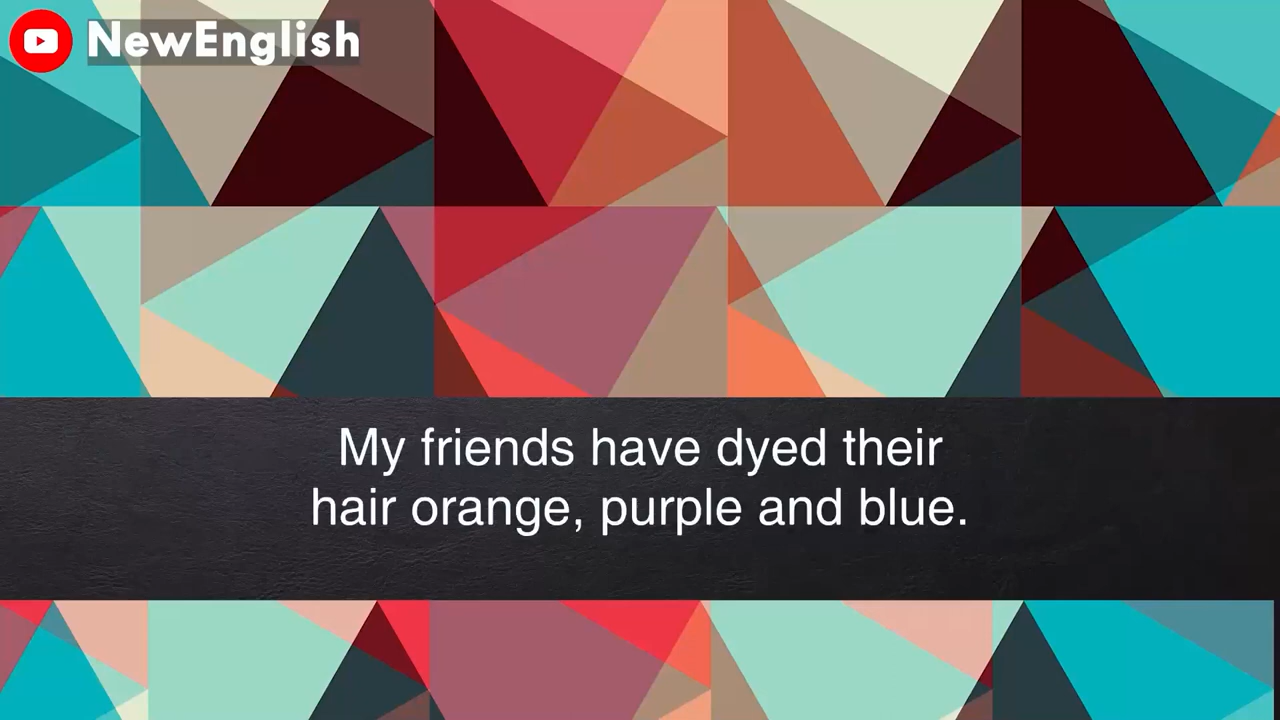 NewEnglish
My friends have dyed their
hair orange, purple and blue.